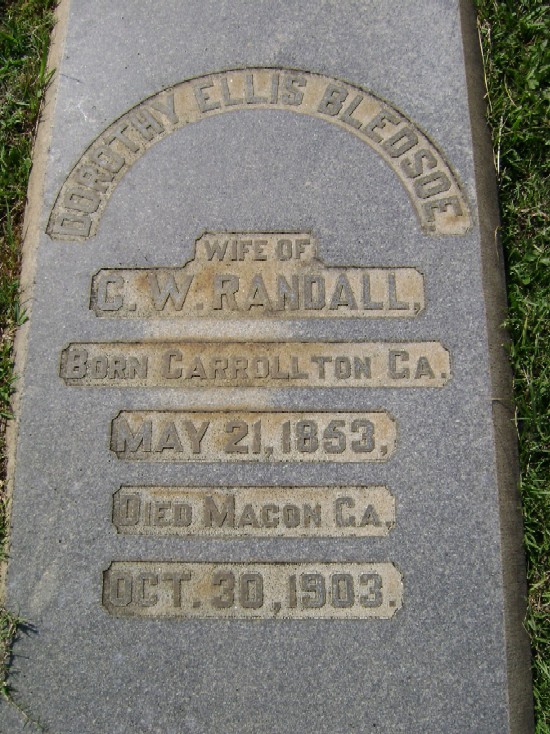 DOROTHY ELLIS BLEDSOE.
WIFE OF
C. W. RANDALL,
BORN CARROLLTON GA.
MAY 21, 1853,
DIED MACON GA,
OCT. 30, 1903.